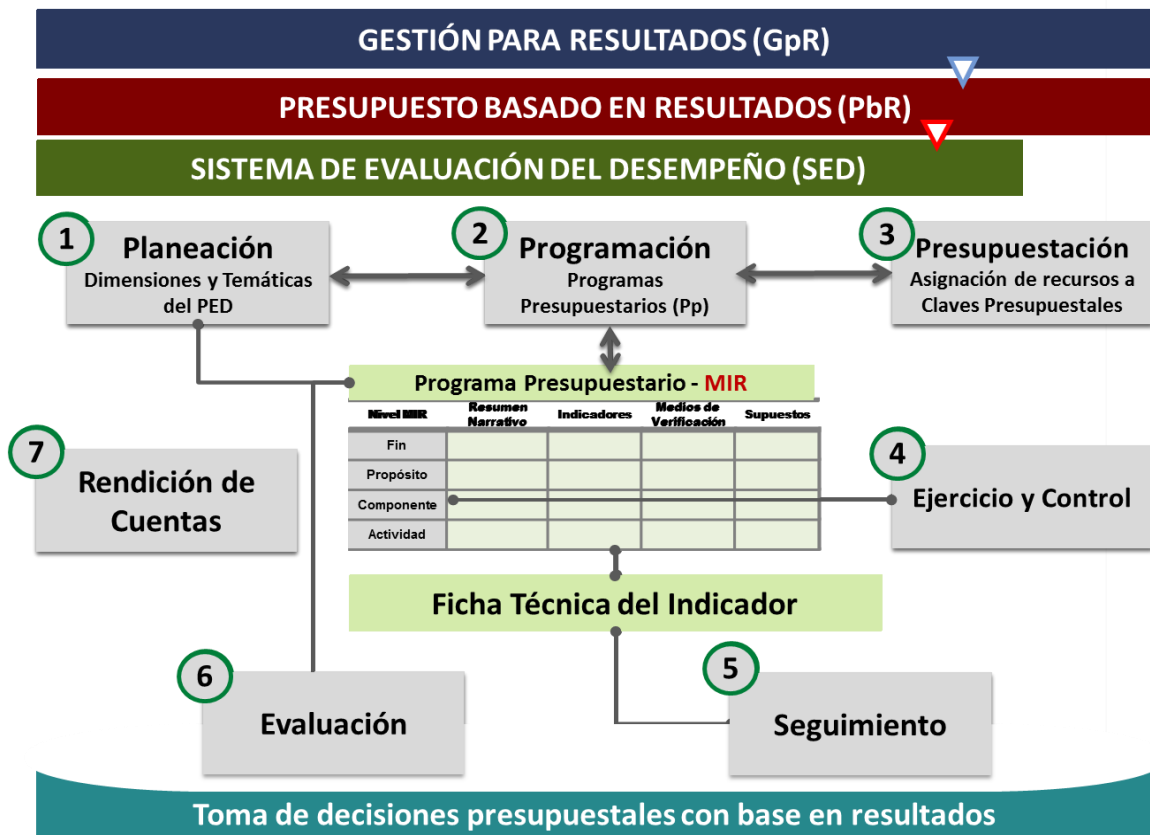 GESTIÓN PARA RESULTADOS (GpR)
PRESUPUESTO BASADO EN RESULTADOS (PbR)
SISTEMA DE EVALUACIÓN DEL DESEMPEÑO (SED)
1
Planeación
Dimensiones y Temáticas
del PED
2
Programación
Programas
Presupuestarios (Pp)
3
Presupuestación
Asignación de recursos a
Claves Presupuestales
Programa Presupuestario - MIR
Nivel MIR
Resumen
Narrativo
Indicadores
Medios de
Verificación
Supuestos
Fin
Propósito
Componente
Actividad
7
Rendición de
Cuentas
4
Ejercicio y Control
Ficha Técnica del Indicador
6
Evaluación
5
Seguimiento
Toma de decisiones presupuestales con base en resultados